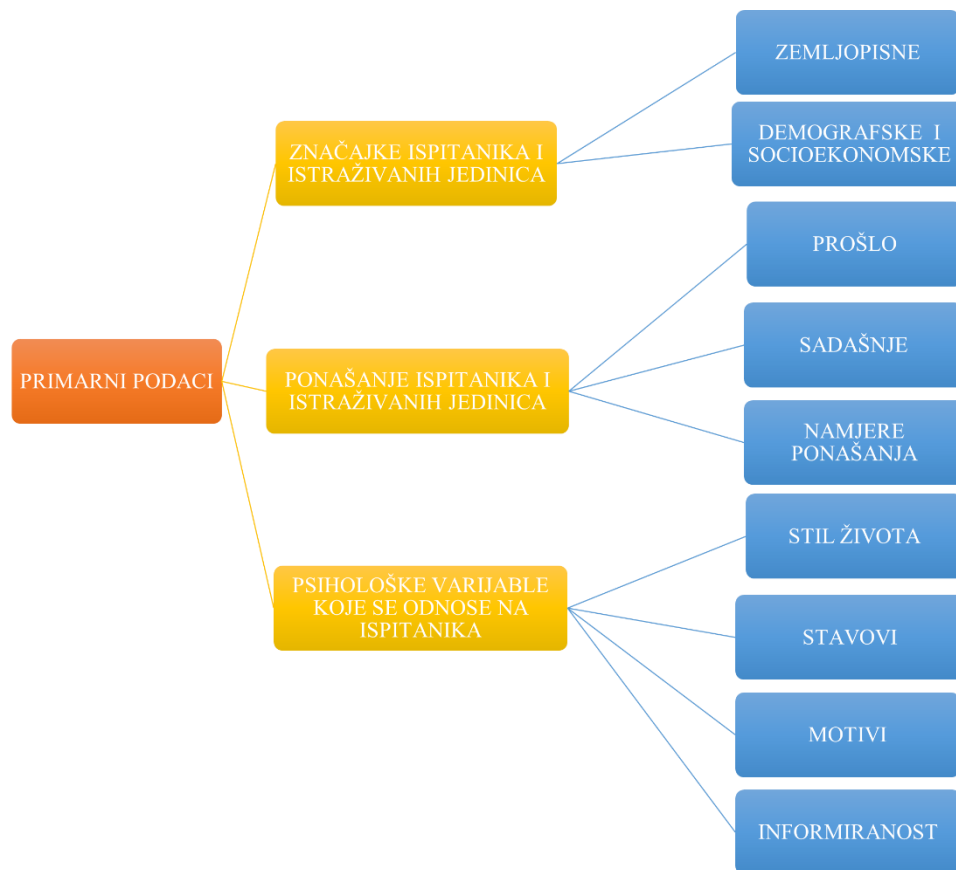 PRIMARNI PODACI
ZNAČAJKE ISPITANIKA I
ISTRAŽIVANIH JEDINICA
ZEMLJOPISNE
DEMOGRAFSKE I
SOCIOEKONOMSKE
PONAŠANJE ISPITANIKA I
ISTRAŽIVANIH JEDINICA
PROŠLO
SADAŠNJE
NAMJERE
PONAŠANJA
PSIHOLOŠKE VARIJABLE
KOJE SE ODNOSE NA
ISPITANIKA
STIL ŽIVOTA
STAVOVI
MOTIVI
INFORMIRANOST